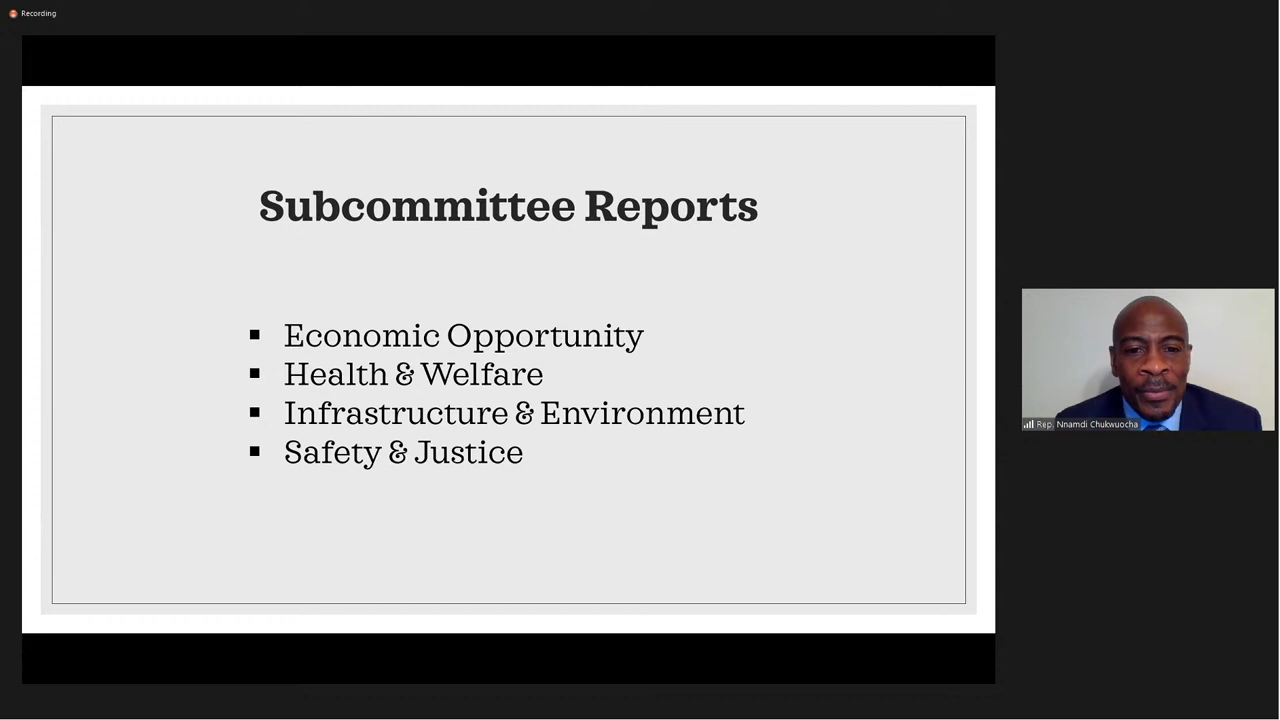 Recording
Subcommittee Reports
▪ Economic Opportunity
▪ Health & Welfare
▪ Infrastructure & Environment
▪ Safety & Justice
Rep. Nnamdi Chukwuocha